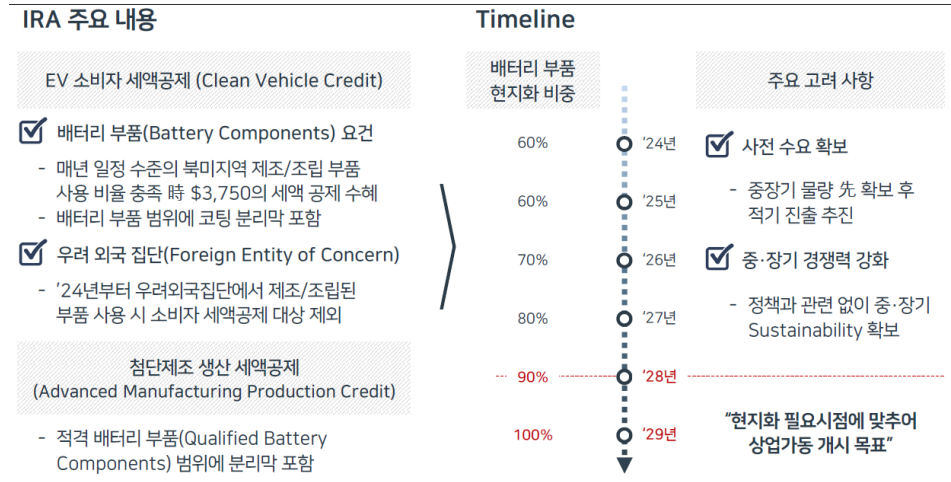 IRA 주요 내용
EV 소비자 세액공제 (Clean Vehicle Credit)
배터리 부품(Battery Components) 요건
- 매년 일정 수준의 북미지역 제조/조립 부품
사용 비율 충족 時 $3,750의 세액 공제 수혜
- 배터리 부품 범위에 코팅 분리막 포함
우려 외국 집단(Foreign Entity of Concern)
- ’24년부터 우려외국집단에서 제조/조립된
부품 사용 시 소비자 세액공제 대상 제외
첨단제조 생산 세액공제
(Advanced Manufacturing Production Credit)
- 적격 배터리 부품(Qualified Battery
Components) 범위에 분리막 포함
Timeline
배터리 부품
현지화 비중
60% ’24년
60% ’25년
70% ’26년
80% ’27년
90% ’28년
100% ’29년
주요 고려 사항
사전 수요 확보
- 중장기 물량 先 확보 후
적기 진출 추진
중·장기 경쟁력 강화
- 정책과 관련 없이 중·장기
Sustainability 확보
“현지화 필요시점에 맞추어
상업가동 개시 목표”